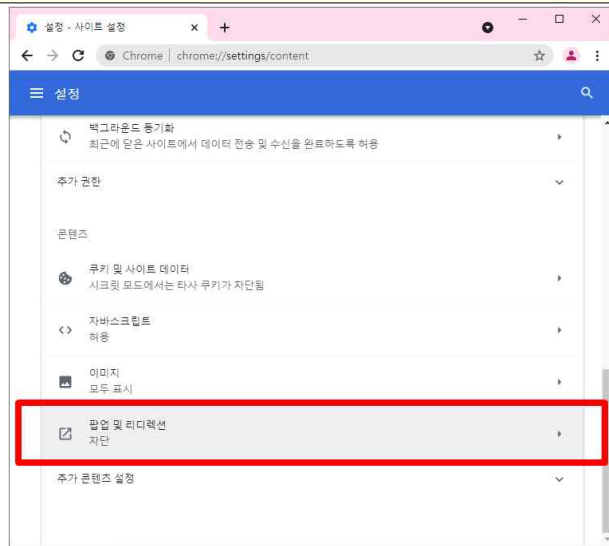 설정 - 사이트 설정
Chrome | chrome://settings/content
설정
백그라운드 동기화
최근에 닫은 사이트에서 데이터 전송 및 수신을 완료하도록 허용
추가 권한
콘텐츠
쿠키 및 사이트 데이터
시크릿 모드에서는 타사 쿠키가 차단됨
자바스크립트
허용
이미지
모두 표시
팝업 및 리디렉션
차단
추가 콘텐츠 설정